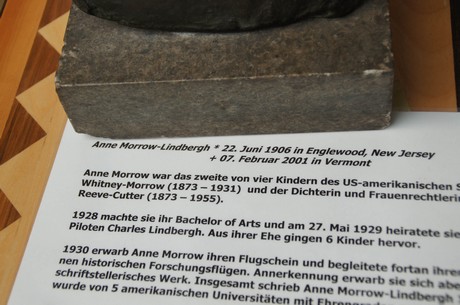 Anne Morrow-Lindbergh * 22. Juni 1906 in Englewood, New Jersey
+ 07. Februar 2001 in Vermont
Anne Morrow war das zweite von vier Kindern des US-amerikanischen S
Whitney-Morrow (1873 – 1931) und der Dichterin und Frauenrechtlerin
Reeve-Cutter (1873 – 1955).
1928 machte sie ihr Bachelor of Arts und am 27. Mai 1929 heiratete sie
Piloten Charles Lindbergh. Aus ihrer Ehe gingen 6 Kinder hervor.
1930 erwarb Anne Morrow ihren Flugschein und begleitete fortan ihren
nen historischen Forschungsflügen. Anerkennung erwarb sie sich aber
schriftstellerisches Werk. Insgesamt schrieb Anne Morrow-Lindbergh
wurde von 5 amerikanischen Universitäten mit